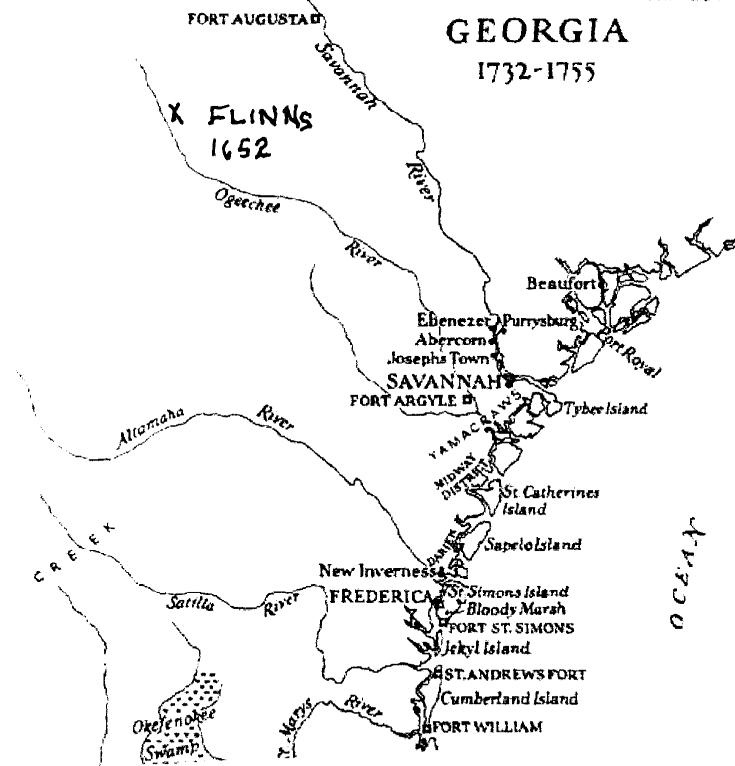 FORT AUGUSTA
GEORGIA
1732-1755
Savannah
River
X FLINNS
1652
Ogeechee
River
Beaufort
Ebenezer
Purrysburg
Abercorn
Josephs Town
Port Royal
SAVANNAH
FORT ARGYLE
Tybee Island
YAMACRAWS
Altamaha
River
MIDWAY
DISTRICT
St. Catherines
Island
CREEK
DARIEN
Sapelo Island
OCEAN
New Inverness
St. Simons Island
FREDERICA
Bloody Marsh
Satilla
River
FORT ST. SIMONS
Jekyl Island
ST. ANDREWS FORT
Cumberland Island
St. Marys
River
Okefenokee
Swamp
FORT WILLIAM